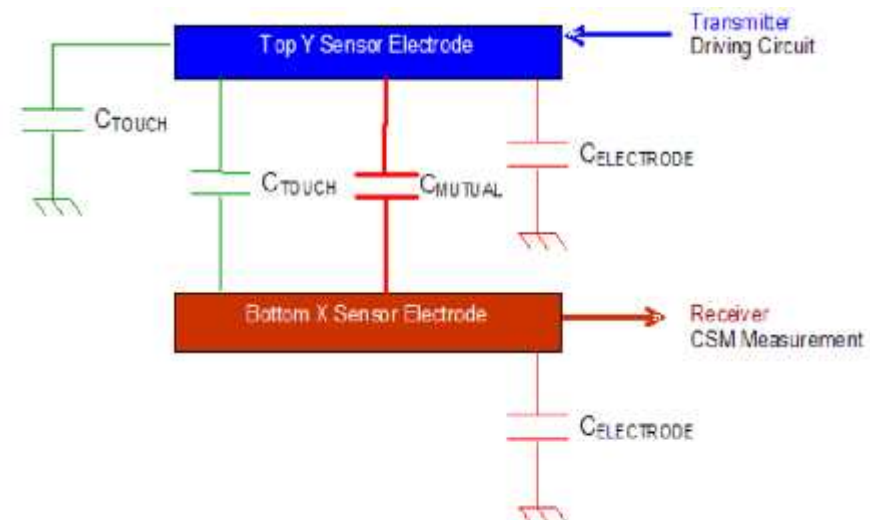 Top Y Sensor Electrode
Transmitter
Driving Circuit
CTOUCH
CELECTRODE
CTOUCH
CMUTUAL
Bottom X Sensor Electrode
Receiver
CSM Measurement
CELECTRODE